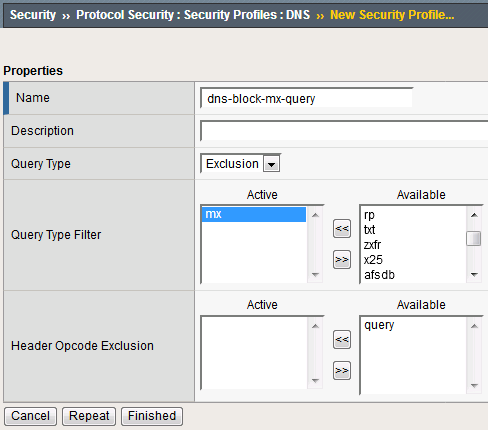 Security ›› Protocol Security : Security Profiles : DNS ›› New Security Profile...
Properties
Name dns-block-mx-query
Description
Query Type Exclusion
Query Type Filter
Active Available
mx
<<
>>
rp
txt
zxfr
x25
afsdb
Header Opcode Exclusion
Active Available
<<
>>
query
Cancel Repeat Finished